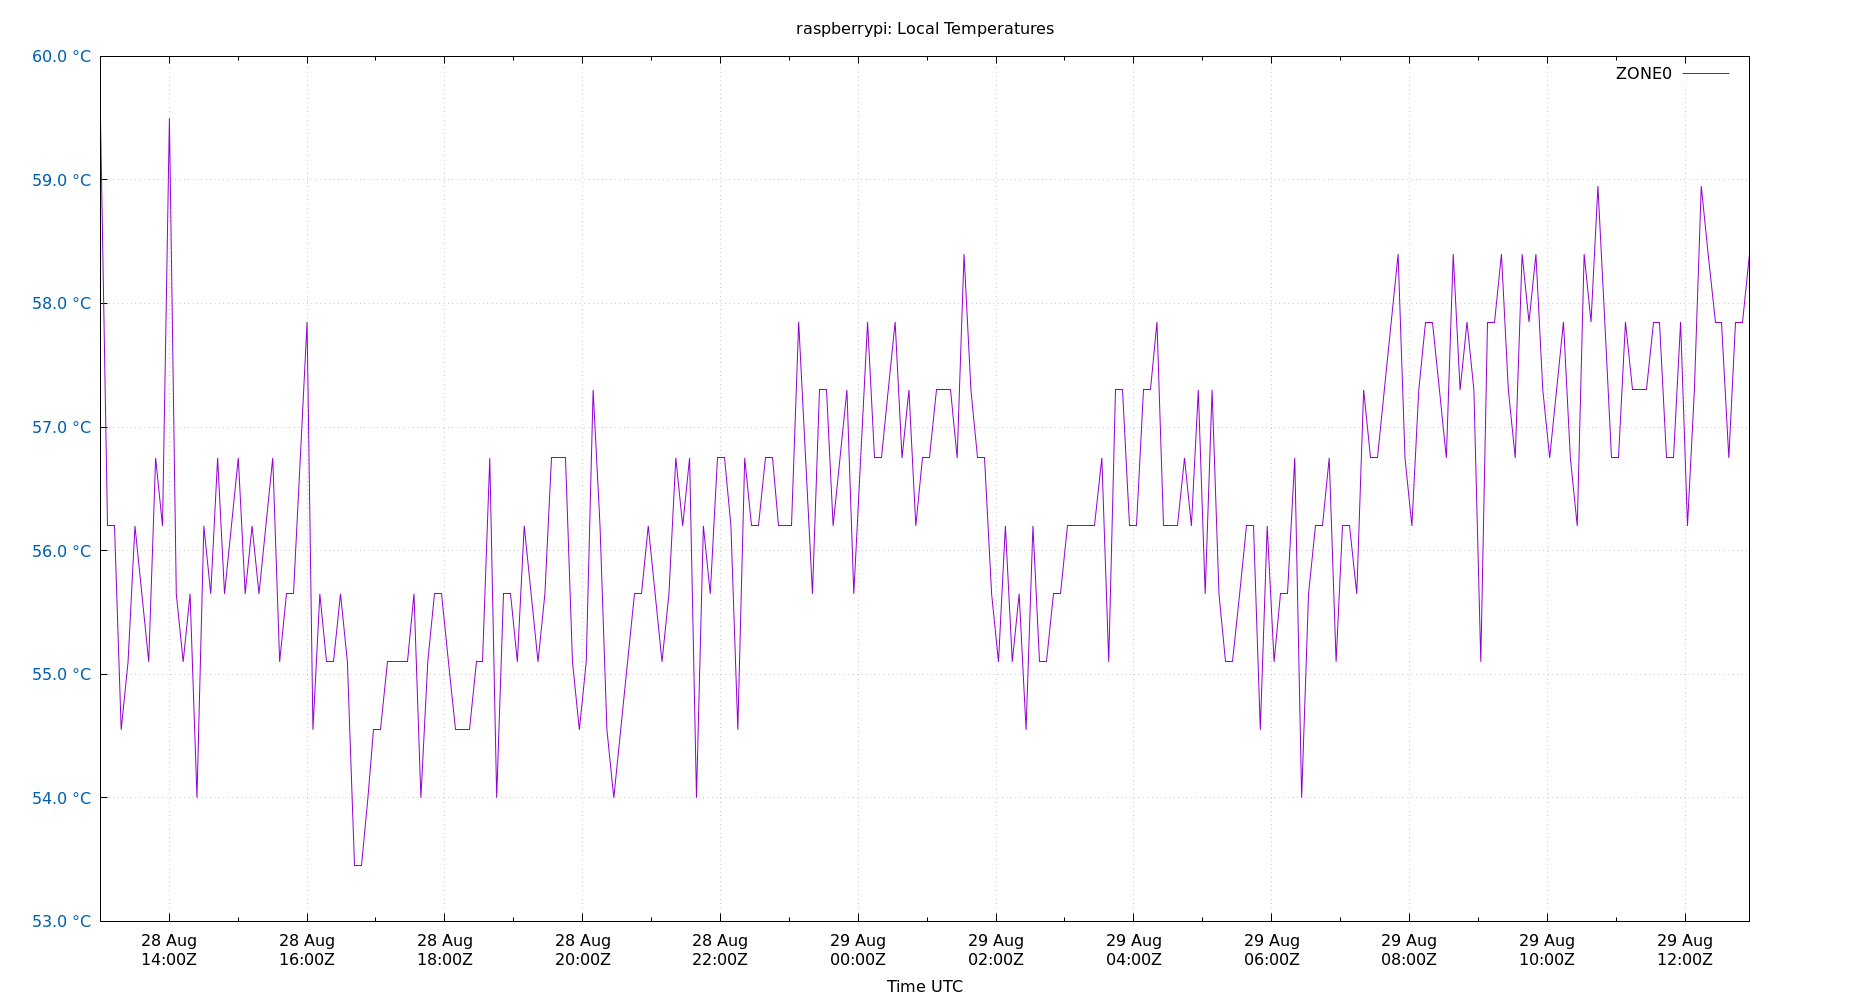 raspberrypi: Local Temperatures
60.0 °C
ZONE0
59.0 °C
58.0 °C
57.0 °C
56.0 °C
55.0 °C
54.0 °C
53.0 °C
28 Aug 28 Aug 28 Aug 28 Aug 28 Aug 29 Aug 29 Aug 29 Aug 29 Aug 29 Aug 29 Aug 29 Aug
14:00Z 16:00Z 18:00Z 20:00Z 22:00Z 00:00Z 02:00Z 04:00Z 06:00Z 08:00Z 10:00Z 12:00Z
Time UTC